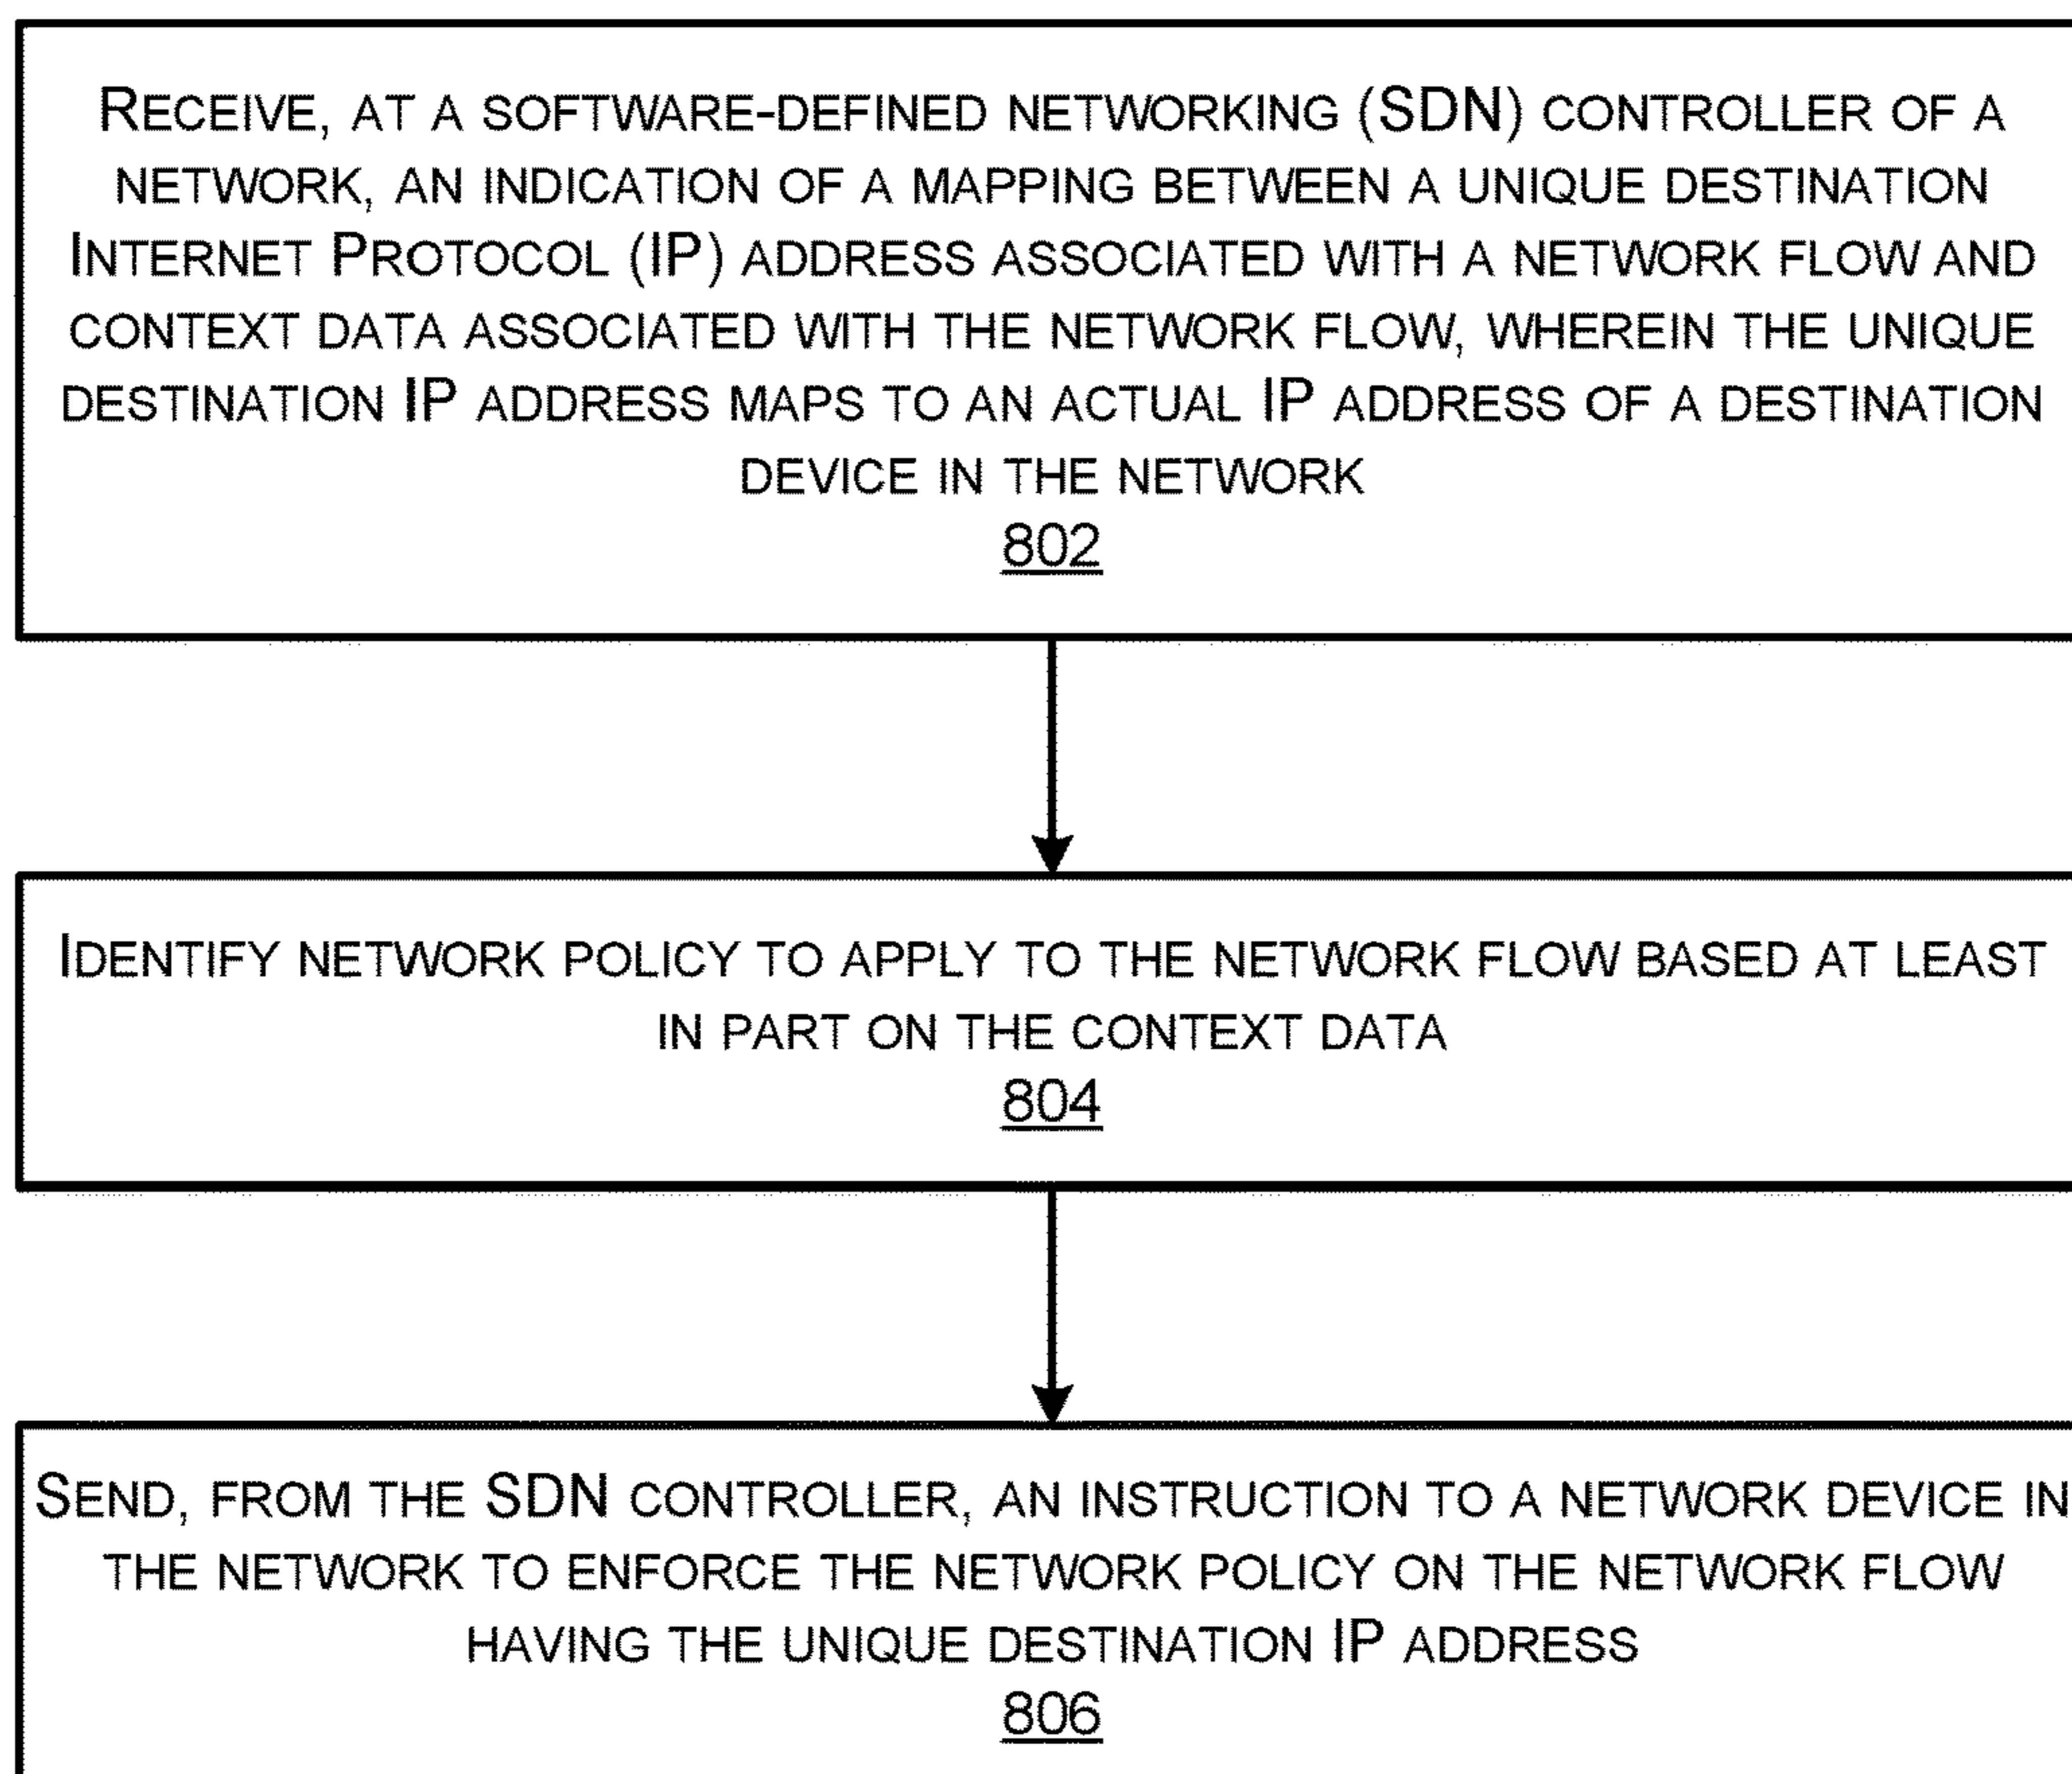 RECEIVE, AT A SOFTWARE-DEFINED NETWORKING (SDN) CONTROLLER OF A
NETWORK, AN INDICATION OF A MAPPING BETWEEN A UNIQUE DESTINATION
INTERNET PROTOCOL (IP) ADDRESS ASSOCIATED WITH A NETWORK FLOW AND
CONTEXT DATA ASSOCIATED WITH THE NETWORK FLOW, WHEREIN THE UNIQUE
DESTINATION IP ADDRESS MAPS TO AN ACTUAL IP ADDRESS OF A DESTINATION
DEVICE IN THE NETWORK
802
IDENTIFY NETWORK POLICY TO APPLY TO THE NETWORK FLOW BASED AT LEAST
IN PART ON THE CONTEXT DATA
804
SEND, FROM THE SDN CONTROLLER, AN INSTRUCTION TO A NETWORK DEVICE IN
THE NETWORK TO ENFORCE THE NETWORK POLICY ON THE NETWORK FLOW
HAVING THE UNIQUE DESTINATION IP ADDRESS
806